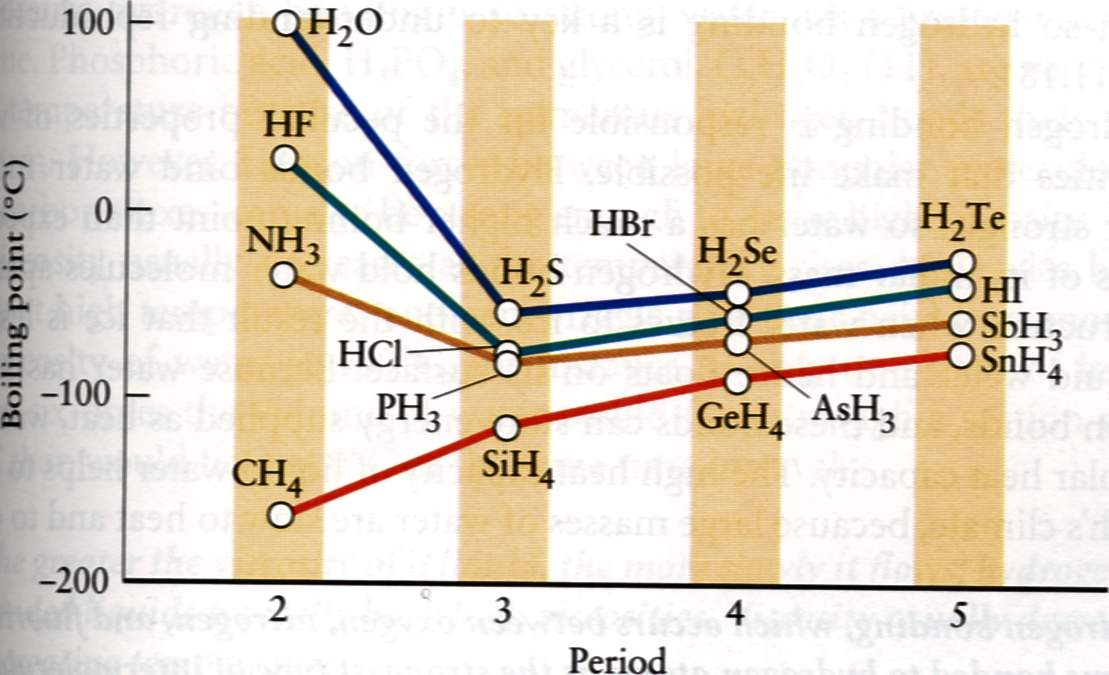 100
H₂O
HF
0
NH₃
HBr
H₂Se
H₂Te
H₂S
HI
SbH₃
SnH₄
HCl
PH₃
AsH₃
GeH₄
-100
SiH₄
CH₄
-200
2 3 4 5
Period
Boiling point (°C)